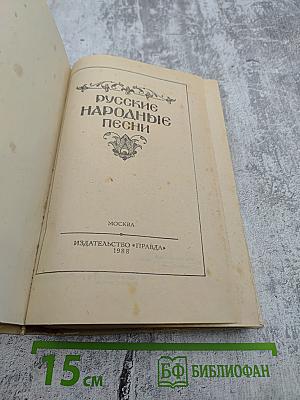 РУССКИЕ
НАРОДНЫЕ
ПЕСНИ
МОСКВА
ИЗДАТЕЛЬСТВО «ПРАВДА»
1988
15 см
БФ БИБЛИОФАН